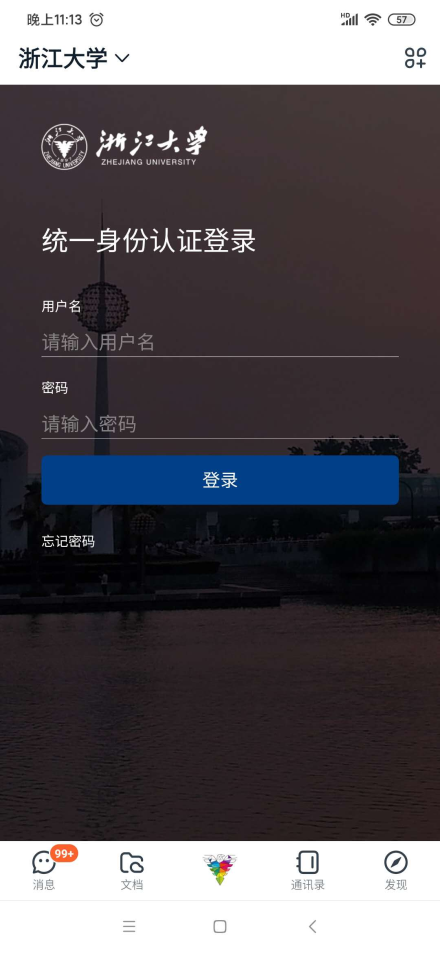 晚上11:13
HD
57
浙江大学
浙江大学
ZHEJIANG UNIVERSITY
统一身份认证登录
用户名
请输入用户名
密码
请输入密码
登录
忘记密码
99+
消息
文档
通讯录
发现